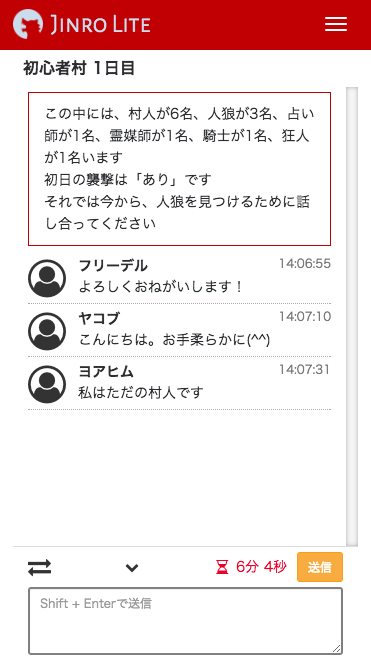 JINRO LITE
初心者村 1日目
この中には、村人が6名、人狼が3名、占い
師が1名、霊媒師が1名、騎士が1名、狂人
が1名います
初日の襲撃は「あり」です
それでは今から、人狼を見つけるために話
し合ってください
フリーデル 14:06:55
よろしくおねがいします！
ヤコブ 14:07:10
こんにちは。お手柔らかに(^^)
ヨアヒム 14:07:31
私はただの村人です
6分 4秒 送信
Shift + Enterで送信